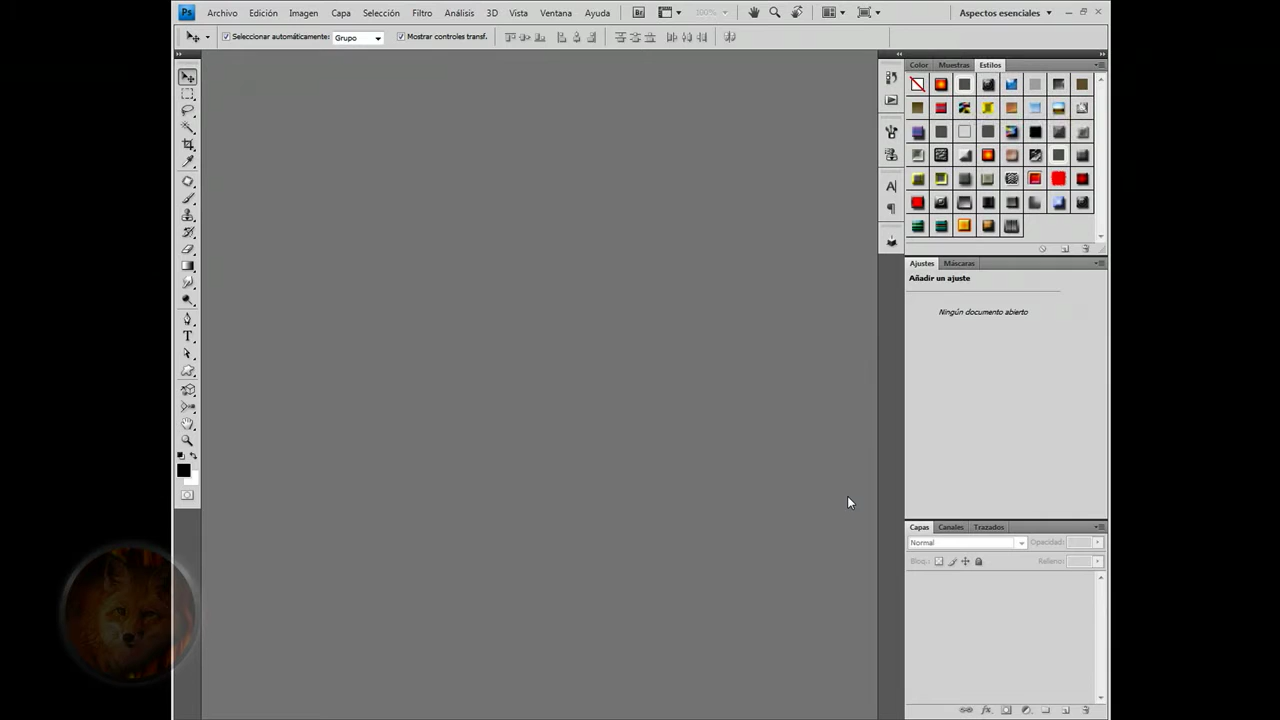 Ps Archivo Edición Imagen Capa Selección Filtro Análisis 3D Vista Ventana Ayuda Br 100% Aspectos esenciales
Seleccionar automáticamente: Grupo Mostrar controles transf.
Color Muestras Estilos
Ajustes Máscaras
Añadir un ajuste
Ningún documento abierto
Capas Canales Trazados
Normal Opacidad:
Bloq.: Relleno: